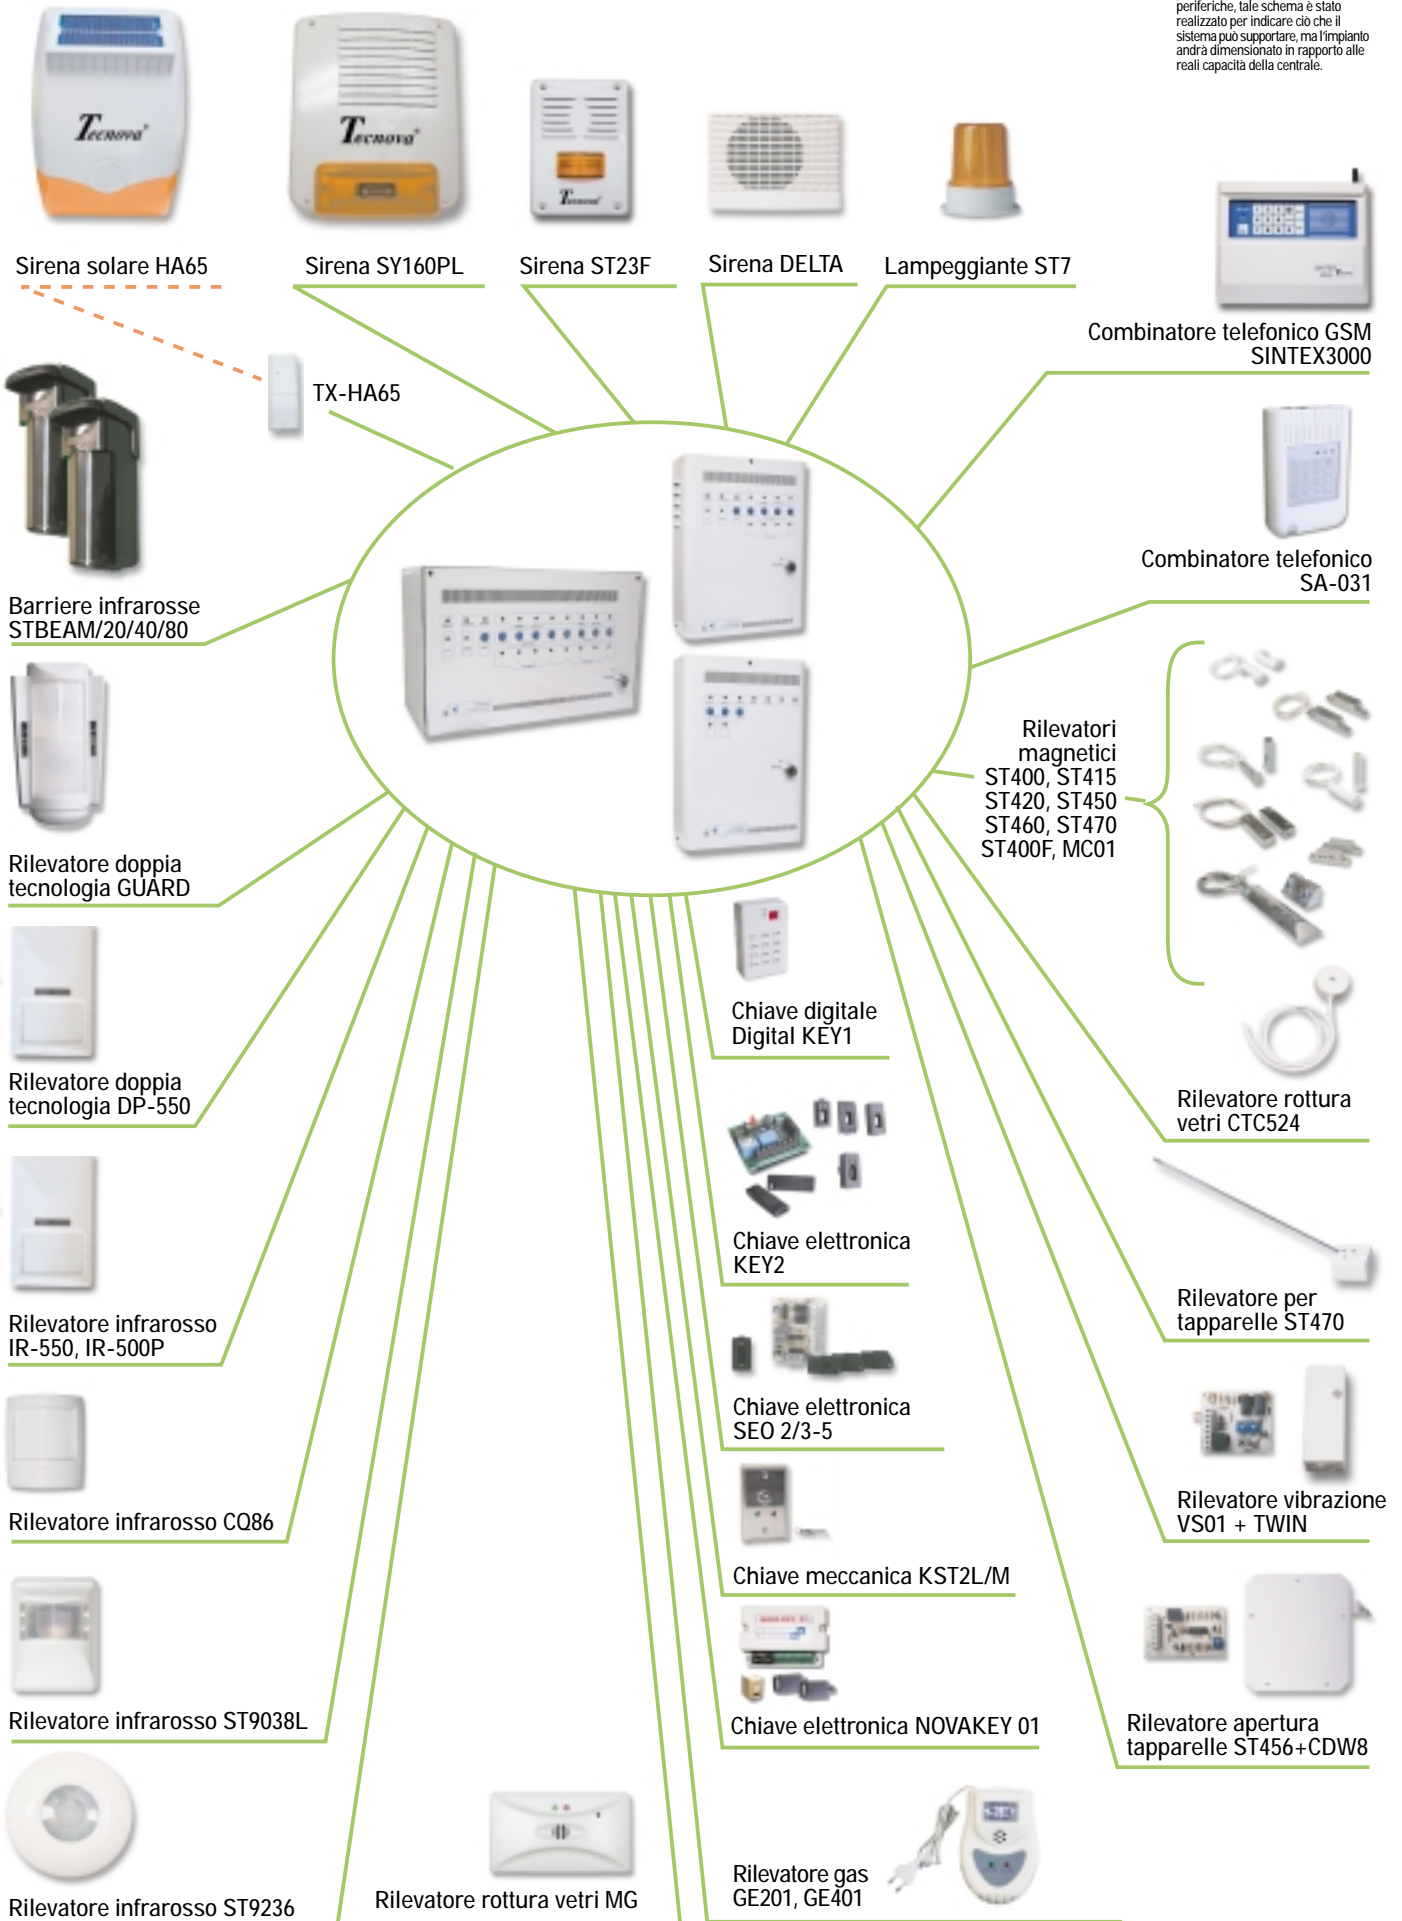 periferiche, tale schema è stato
realizzato per indicare ciò che il
sistema può supportare, ma l'impianto
andrà dimensionato in rapporto alle
reali capacità della centrale.
Tecnova
Tecnova
Tecnova
Sirena solare HA65
Sirena SY160PL
Sirena ST23F
Sirena DELTA
Lampeggiante ST7
Combinatore telefonico GSM
SINTEX3000
TX-HA65
Combinatore telefonico
SA-031
Barriere infrarosse
STBEAM/20/40/80
Rilevatori
magnetici
ST400, ST415
ST420, ST450
ST460, ST470
ST400F, MC01
Rilevatore doppia
tecnologia GUARD
Chiave digitale
Digital KEY1
Rilevatore doppia
tecnologia DP-550
Rilevatore rottura
vetri CTC524
Chiave elettronica
KEY2
Rilevatore per
tapparelle ST470
Rilevatore infrarosso
IR-550, IR-500P
Chiave elettronica
SEO 2/3-5
Rilevatore vibrazione
VS01 + TWIN
Rilevatore infrarosso CQ86
Chiave meccanica KST2L/M
Rilevatore infrarosso ST9038L
Chiave elettronica NOVAKEY 01
Rilevatore apertura
tapparelle ST456+CDW8
Rilevatore gas
GE201, GE401
Rilevatore rottura vetri MG
Rilevatore infrarosso ST9236